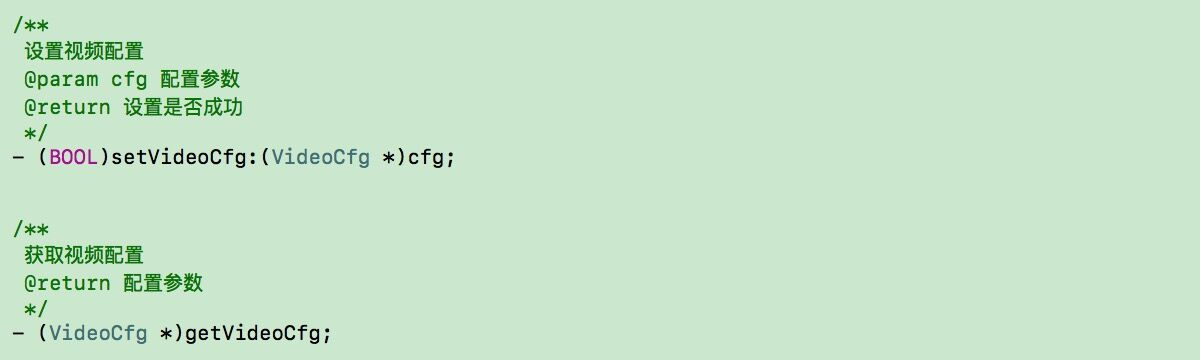 /**
设置视频配置
@param cfg 配置参数
@return 设置是否成功
*/
- (BOOL)setVideoCfg:(VideoCfg *)cfg;
/**
获取视频配置
@return 配置参数
*/
- (VideoCfg *)getVideoCfg;